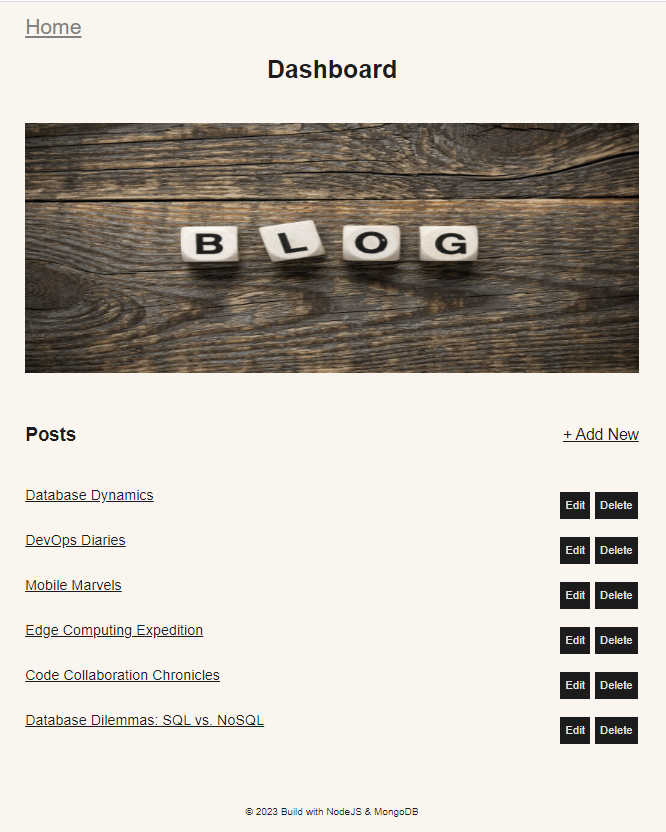 Home
Dashboard
BLOG
Posts + Add New
Database Dynamics Edit Delete
DevOps Diaries Edit Delete
Mobile Marvels Edit Delete
Edge Computing Expedition Edit Delete
Code Collaboration Chronicles Edit Delete
Database Dilemmas: SQL vs. NoSQL Edit Delete
© 2023 Build with NodeJS & MongoDB